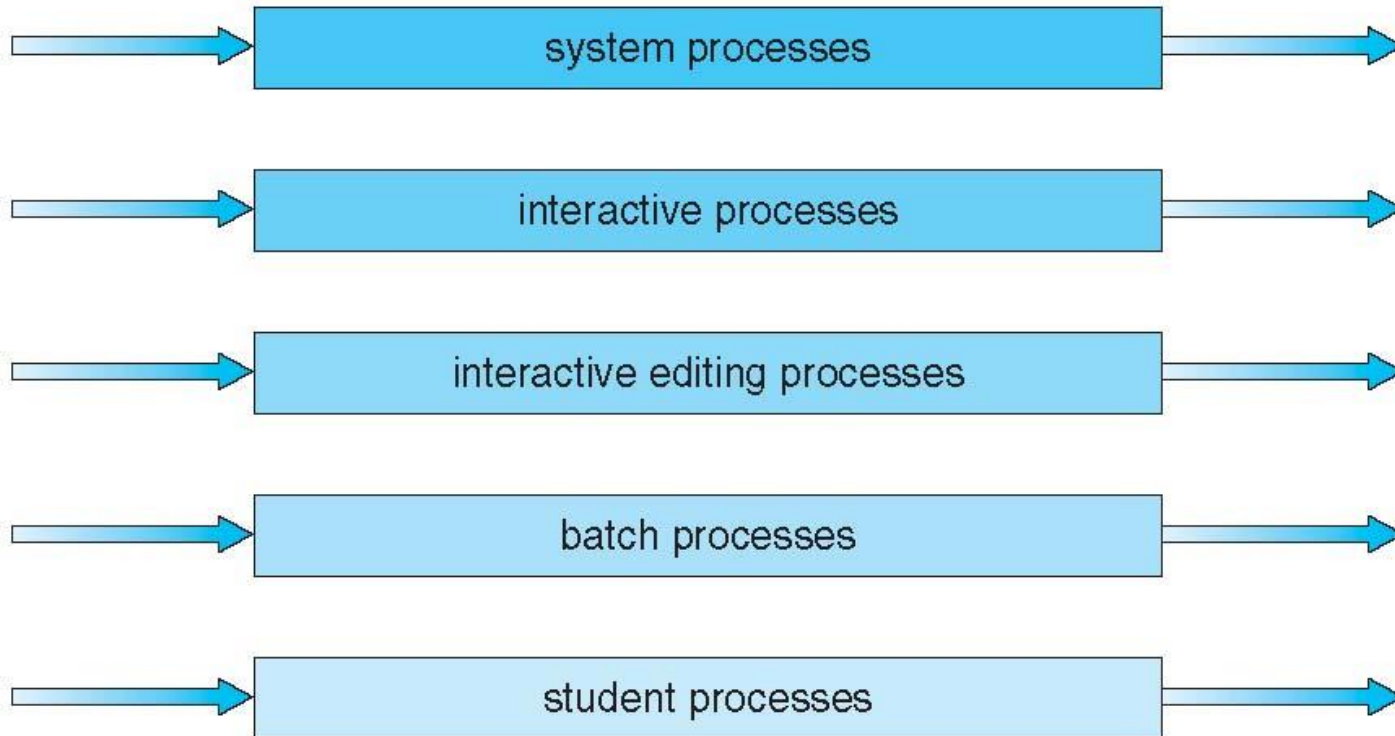 system processes
interactive processes
interactive editing processes
batch processes
student processes